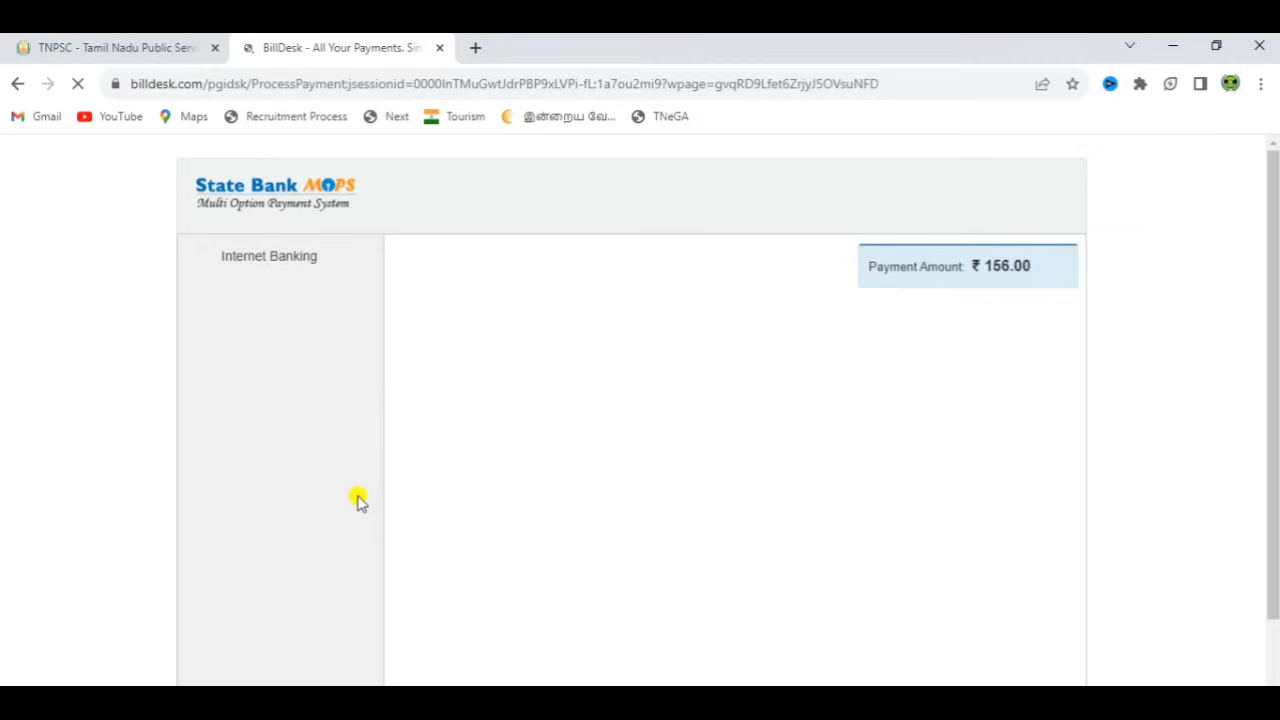 TNPSC - Tamil Nadu Public Serv
BillDesk - All Your Payments. Sin
billdesk.com/pgidsk/ProcessPayment;jsessionid=0000InTMuGwtJdrPBP9xLVPi-fL:1a7ou2mi9?wpage=gvqRD9Lfet6ZrjyJ5OVsuNFD
Gmail YouTube Maps Recruitment Process Next Tourism இன்றைய வே... TNeGA
State Bank MOPS
Multi Option Payment System
Internet Banking
Payment Amount: ₹ 156.00